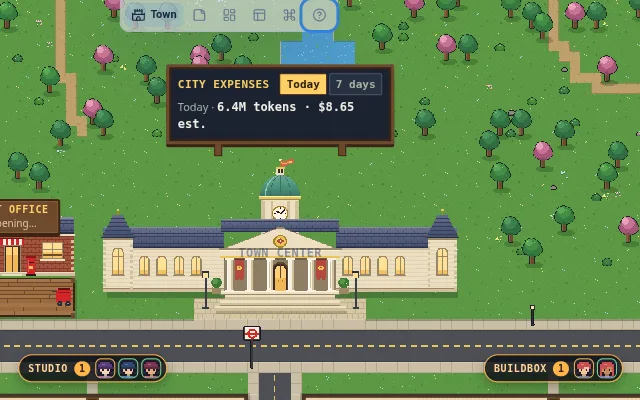 Town
CITY EXPENSES Today 7 days
Today · 6.4M tokens · $8.65
est.
T OFFICE
pening…
TOWN CENTER
STUDIO 1
BUILDBOX 1